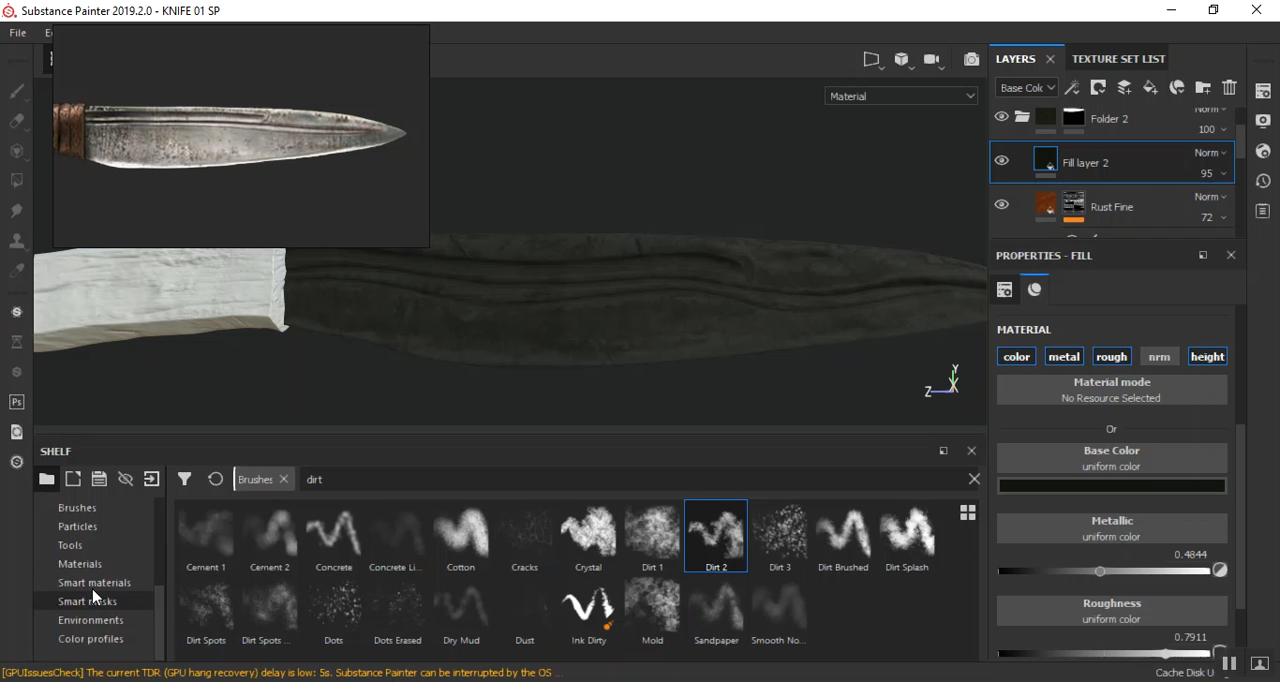 Substance Painter 2019.2.0 - KNIFE 01 SP
File
LAYERS
TEXTURE SET LIST
Base Col
Material
Norm
Folder 2
100
Norm
Fill layer 2
95
Norm
Rust Fine
72
PROPERTIES - FILL
MATERIAL
color metal rough nrm height
Material mode
No Resource Selected
Or
Base Color
uniform color
Metallic
uniform color
0.4844
Roughness
uniform color
0.7911
Y
Z
X
SHELF
Brushes
dirt
Brushes
Particles
Tools
Materials
Smart materials
Smart masks
Environments
Color profiles
Cement 1 Cement 2 Concrete Concrete Li... Cotton Cracks Crystal Dirt 1 Dirt 2 Dirt 3 Dirt Brushed Dirt Splash
Dirt Spots Dirt Spots ... Dots Dots Erased Dry Mud Dust Ink Dirty Mold Sandpaper Smooth No...
Ps
[GPUIssuesCheck] The current TDR (GPU hang recovery) delay is low: 5s. Substance Painter can be interrupted by the OS ...
Cache Disk U